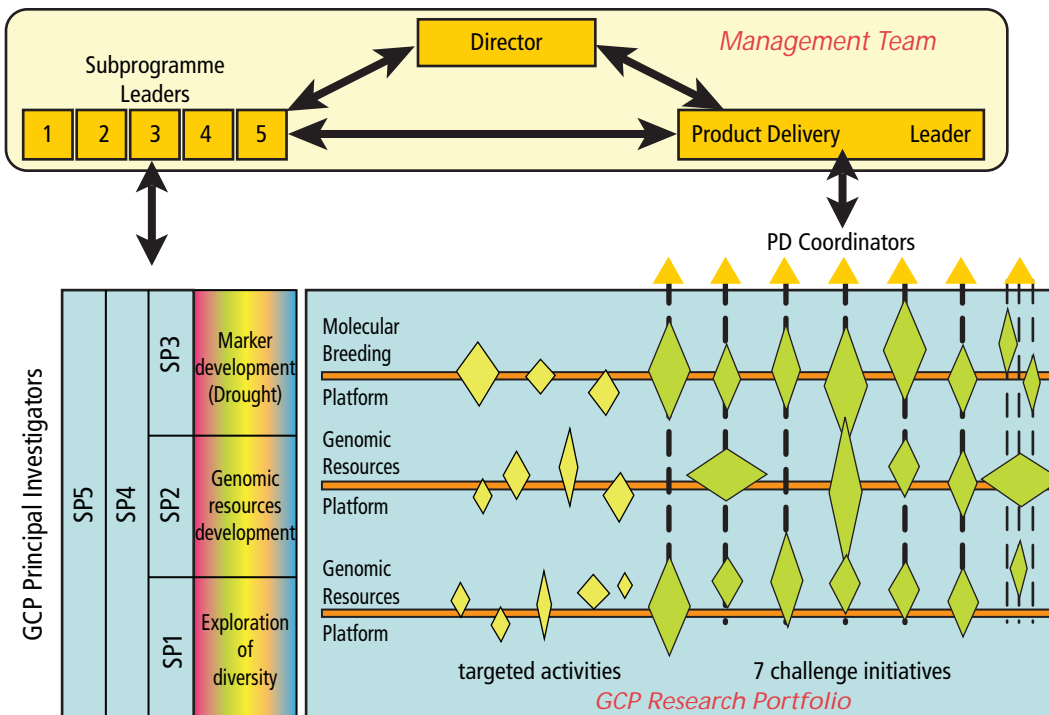 Director
Management Team
Subprogramme
Leaders
1 2 3 4 5
Product Delivery Leader
PD Coordinators
GCP Principal Investigators
SP5
SP4
SP3
SP2
SP1
Marker
development
(Drought)
Genomic
resources
development
Exploration
of
diversity
Molecular
Breeding
Platform
Genomic
Resources
Platform
Genomic
Resources
Platform
targeted activities
7 challenge initiatives
GCP Research Portfolio